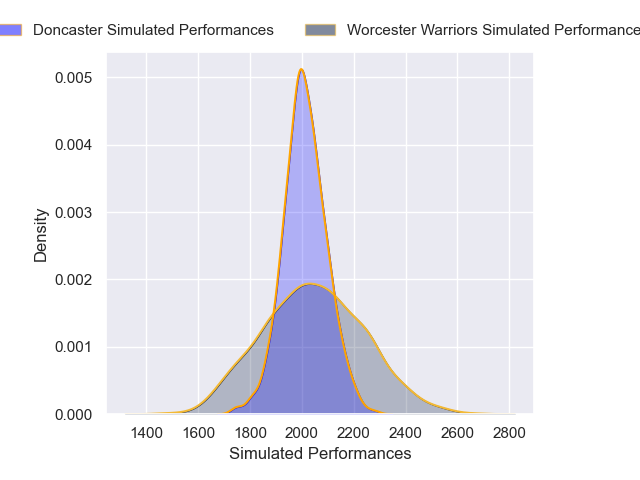 Doncaster Simulated Performances Worcester Warriors Simulated Performance
0.005
0.004
0.003
0.002
0.001
0.000
Density
1400 1600 1800 2000 2200 2400 2600 2800
Simulated Performances